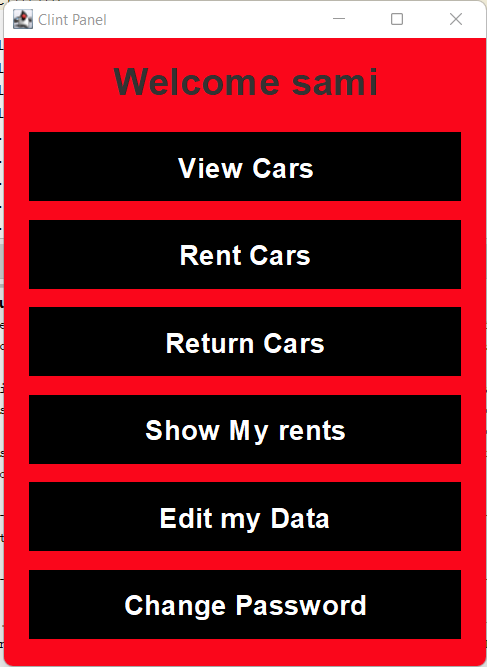 Clint Panel
Welcome sami
View Cars
Rent Cars
Return Cars
Show My rents
Edit my Data
Change Password